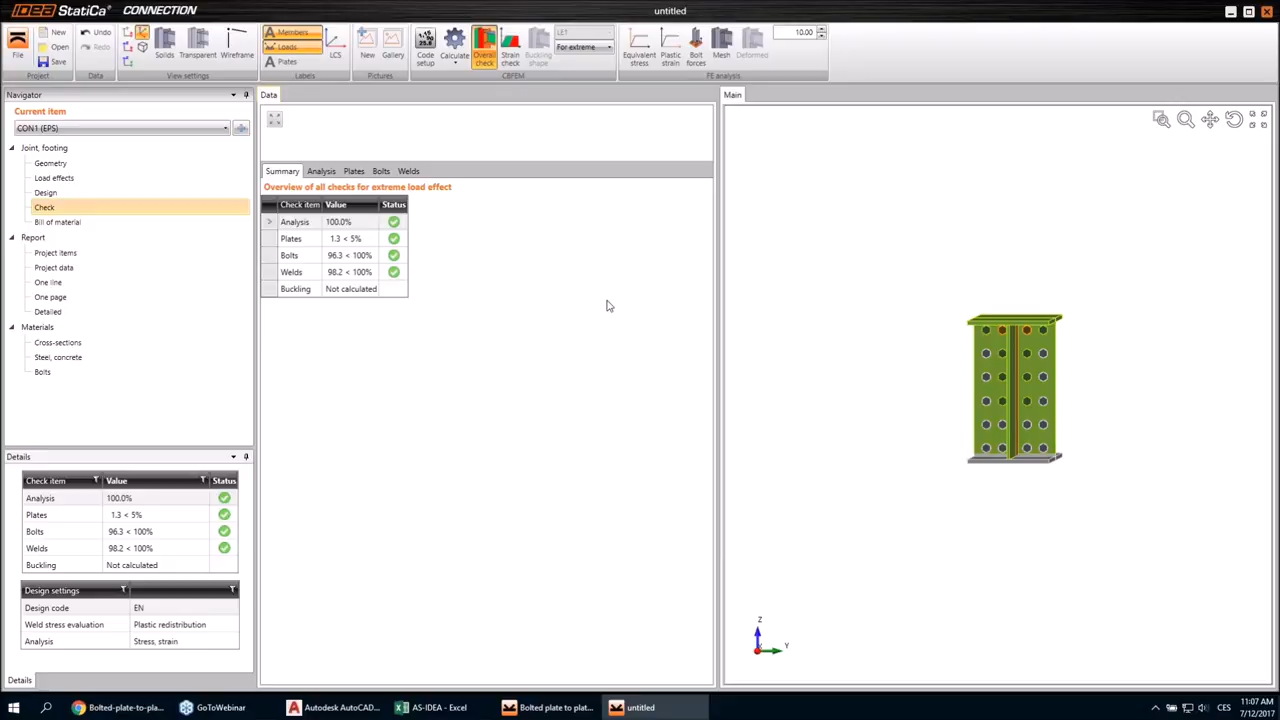 IDEA StatiCa® CONNECTION
untitled
File
New
Open
Save
Project
Undo
Redo
Data
Solids
Transparent
Wireframe
View settings
Members
Loads
Plates
LCS
Labels
New
Gallery
Pictures
Code setup
Calculate
Overall check
Strain check
Buckling shape
LE1
For extreme
CBFEM
Equivalent stress
Plastic strain
Bolt forces
Mesh
Deformed
10.00
FE analysis
Navigator
Current item
CON1 (EPS)
Joint, footing
Geometry
Load effects
Design
Check
Bill of material
Report
Project items
Project data
One line
One page
Detailed
Materials
Cross-sections
Steel, concrete
Bolts
Details
Check item Value Status
Analysis 100.0%
Plates 1.3 < 5%
Bolts 96.3 < 100%
Welds 98.2 < 100%
Buckling Not calculated
Design settings
Design code EN
Weld stress evaluation Plastic redistribution
Analysis Stress, strain
Details
Data
Summary Analysis Plates Bolts Welds
Overview of all checks for extreme load effect
Check item Value Status
> Analysis 100.0%
Plates 1.3 < 5%
Bolts 96.3 < 100%
Welds 98.2 < 100%
Buckling Not calculated
Main
Z
Y
Bolted-plate-to-pla...
GoToWebinar
Autodesk AutoCAD...
AS-IDEA - Excel
Bolted plate to plat...
untitled
CES
11:07 AM
7/12/2017